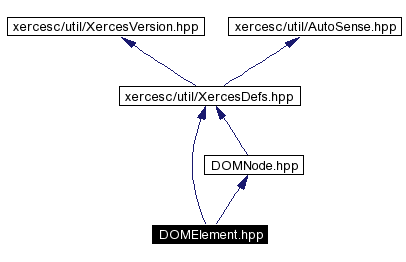 xercesc/util/XercesVersion.hpp
xercesc/util/AutoSense.hpp
xercesc/util/XercesDefs.hpp
DOMNode.hpp
DOMElement.hpp